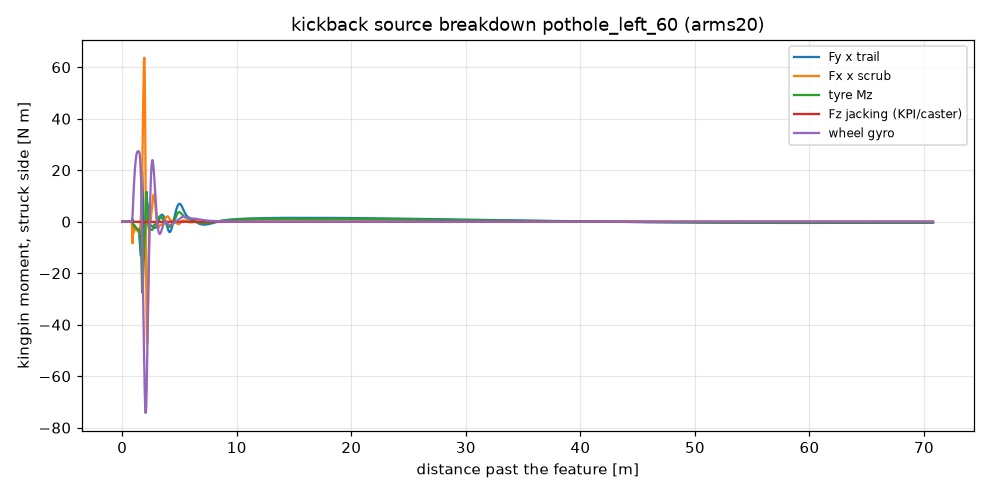 kickback source breakdown pothole_left_60 (arms20)
kingpin moment, struck side [N m]
60
40
20
0
−20
−40
−60
−80
Fy x trail
Fx x scrub
tyre Mz
Fz jacking (KPI/caster)
wheel gyro
0 10 20 30 40 50 60 70
distance past the feature [m]